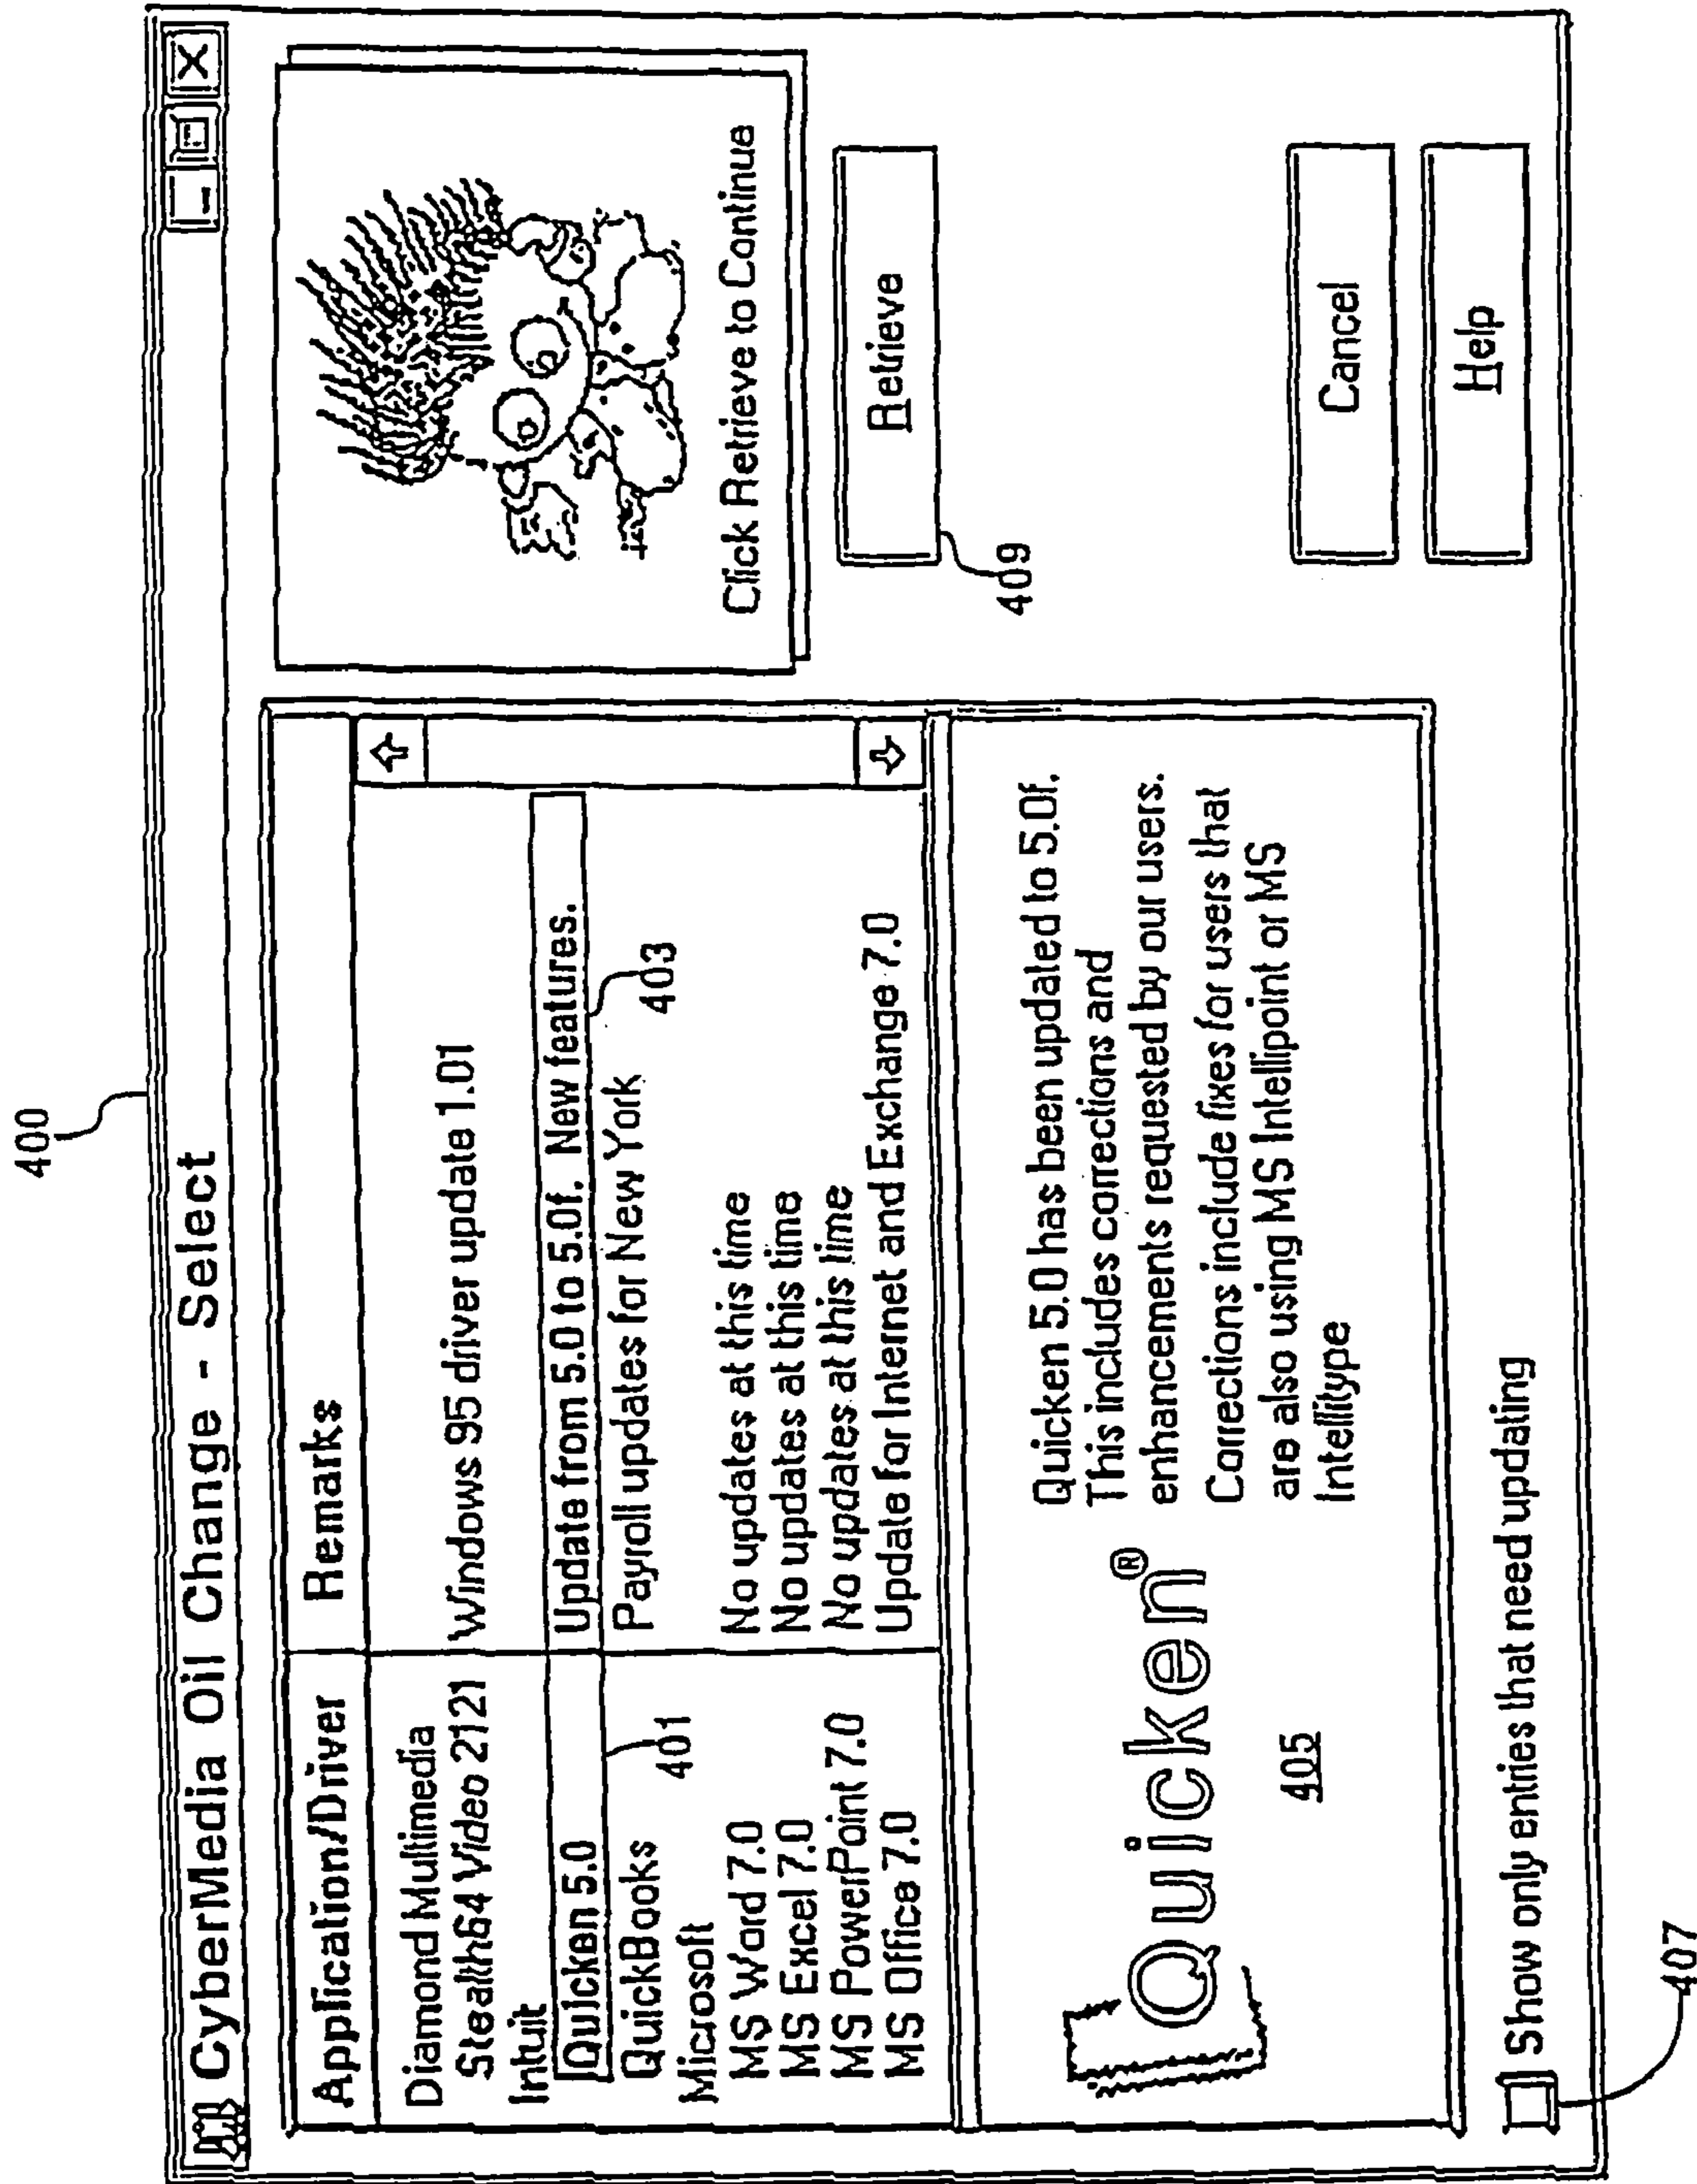 400
CyberMedia Oil Change - Select
Application/Driver
Remarks
Diamond Multimedia
Stealth64 Video 2121
Windows 95 driver update 1.01
Intuit
Quicken 5.0
Update from 5.0 to 5.0f. New features.
QuickBooks
Payroll updates for New York
401
403
Microsoft
MS Word 7.0
No updates at this time
MS Excel 7.0
No updates at this time
MS PowerPoint 7.0
No updates at this time
MS Office 7.0
Update for Internet and Exchange 7.0
Quicken®
405
Quicken 5.0 has been updated to 5.0f.
This includes corrections and
enhancements requested by our users.
Corrections include fixes for users that
are also using MS Intellipoint or MS
Intellitype
Show only entries that need updating
407
Click Retrieve to Continue
Retrieve
409
Cancel
Help